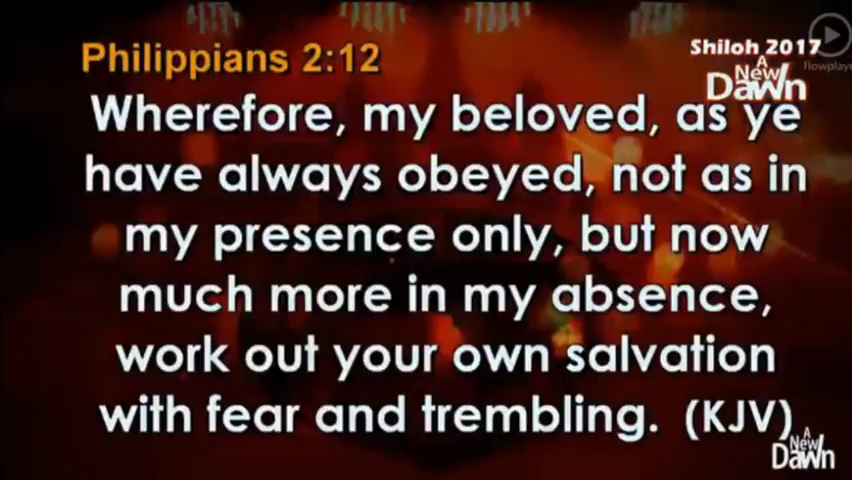 Philippians 2:12
Shiloh 2017
A
New
Dawn
flowplaye
Wherefore, my beloved, as ye
have always obeyed, not as in
my presence only, but now
much more in my absence,
work out your own salvation
with fear and trembling. (KJV)
A
New
Dawn